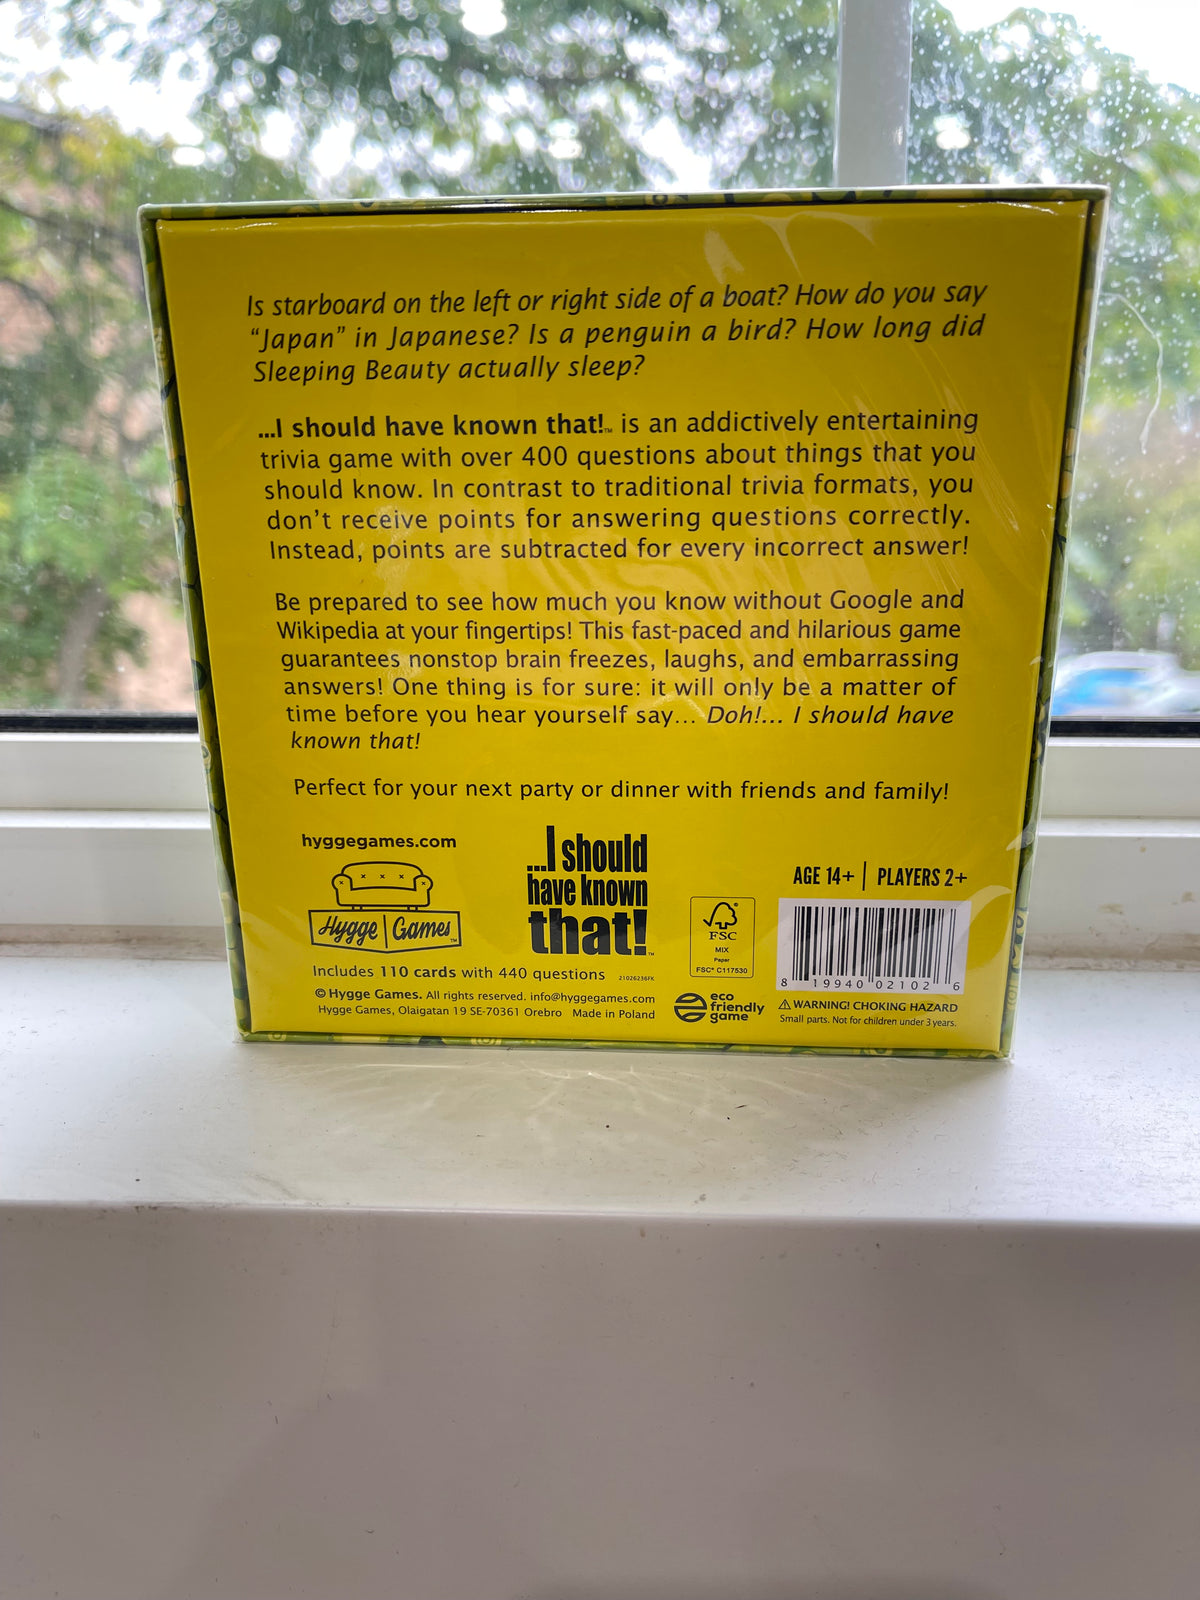 Is starboard on the left or right side of a boat? How do you say
“Japan” in Japanese? Is a penguin a bird? How long did
Sleeping Beauty actually sleep?
...I should have known that!™ is an addictively entertaining
trivia game with over 400 questions about things that you
should know. In contrast to traditional trivia formats, you
don’t receive points for answering questions correctly.
Instead, points are subtracted for every incorrect answer!
Be prepared to see how much you know without Google and
Wikipedia at your fingertips! This fast-paced and hilarious game
guarantees nonstop brain freezes, laughs, and embarrassing
answers! One thing is for sure: it will only be a matter of
time before you hear yourself say... Doh!... I should have
known that!
Perfect for your next party or dinner with friends and family!
hyggegames.com
Hygge Games™
...I should
have known
that!™
AGE 14+ | PLAYERS 2+
FSC®
MIX
Paper
FSC® C117530
8 19940 02102 6
Includes 110 cards with 440 questions 21026236FK
© Hygge Games. All rights reserved. info@hyggegames.com
Hygge Games, Olaigatan 19 SE-70361 Orebro Made in Poland
eco
friendly
game
⚠ WARNING! CHOKING HAZARD
Small parts. Not for children under 3 years.